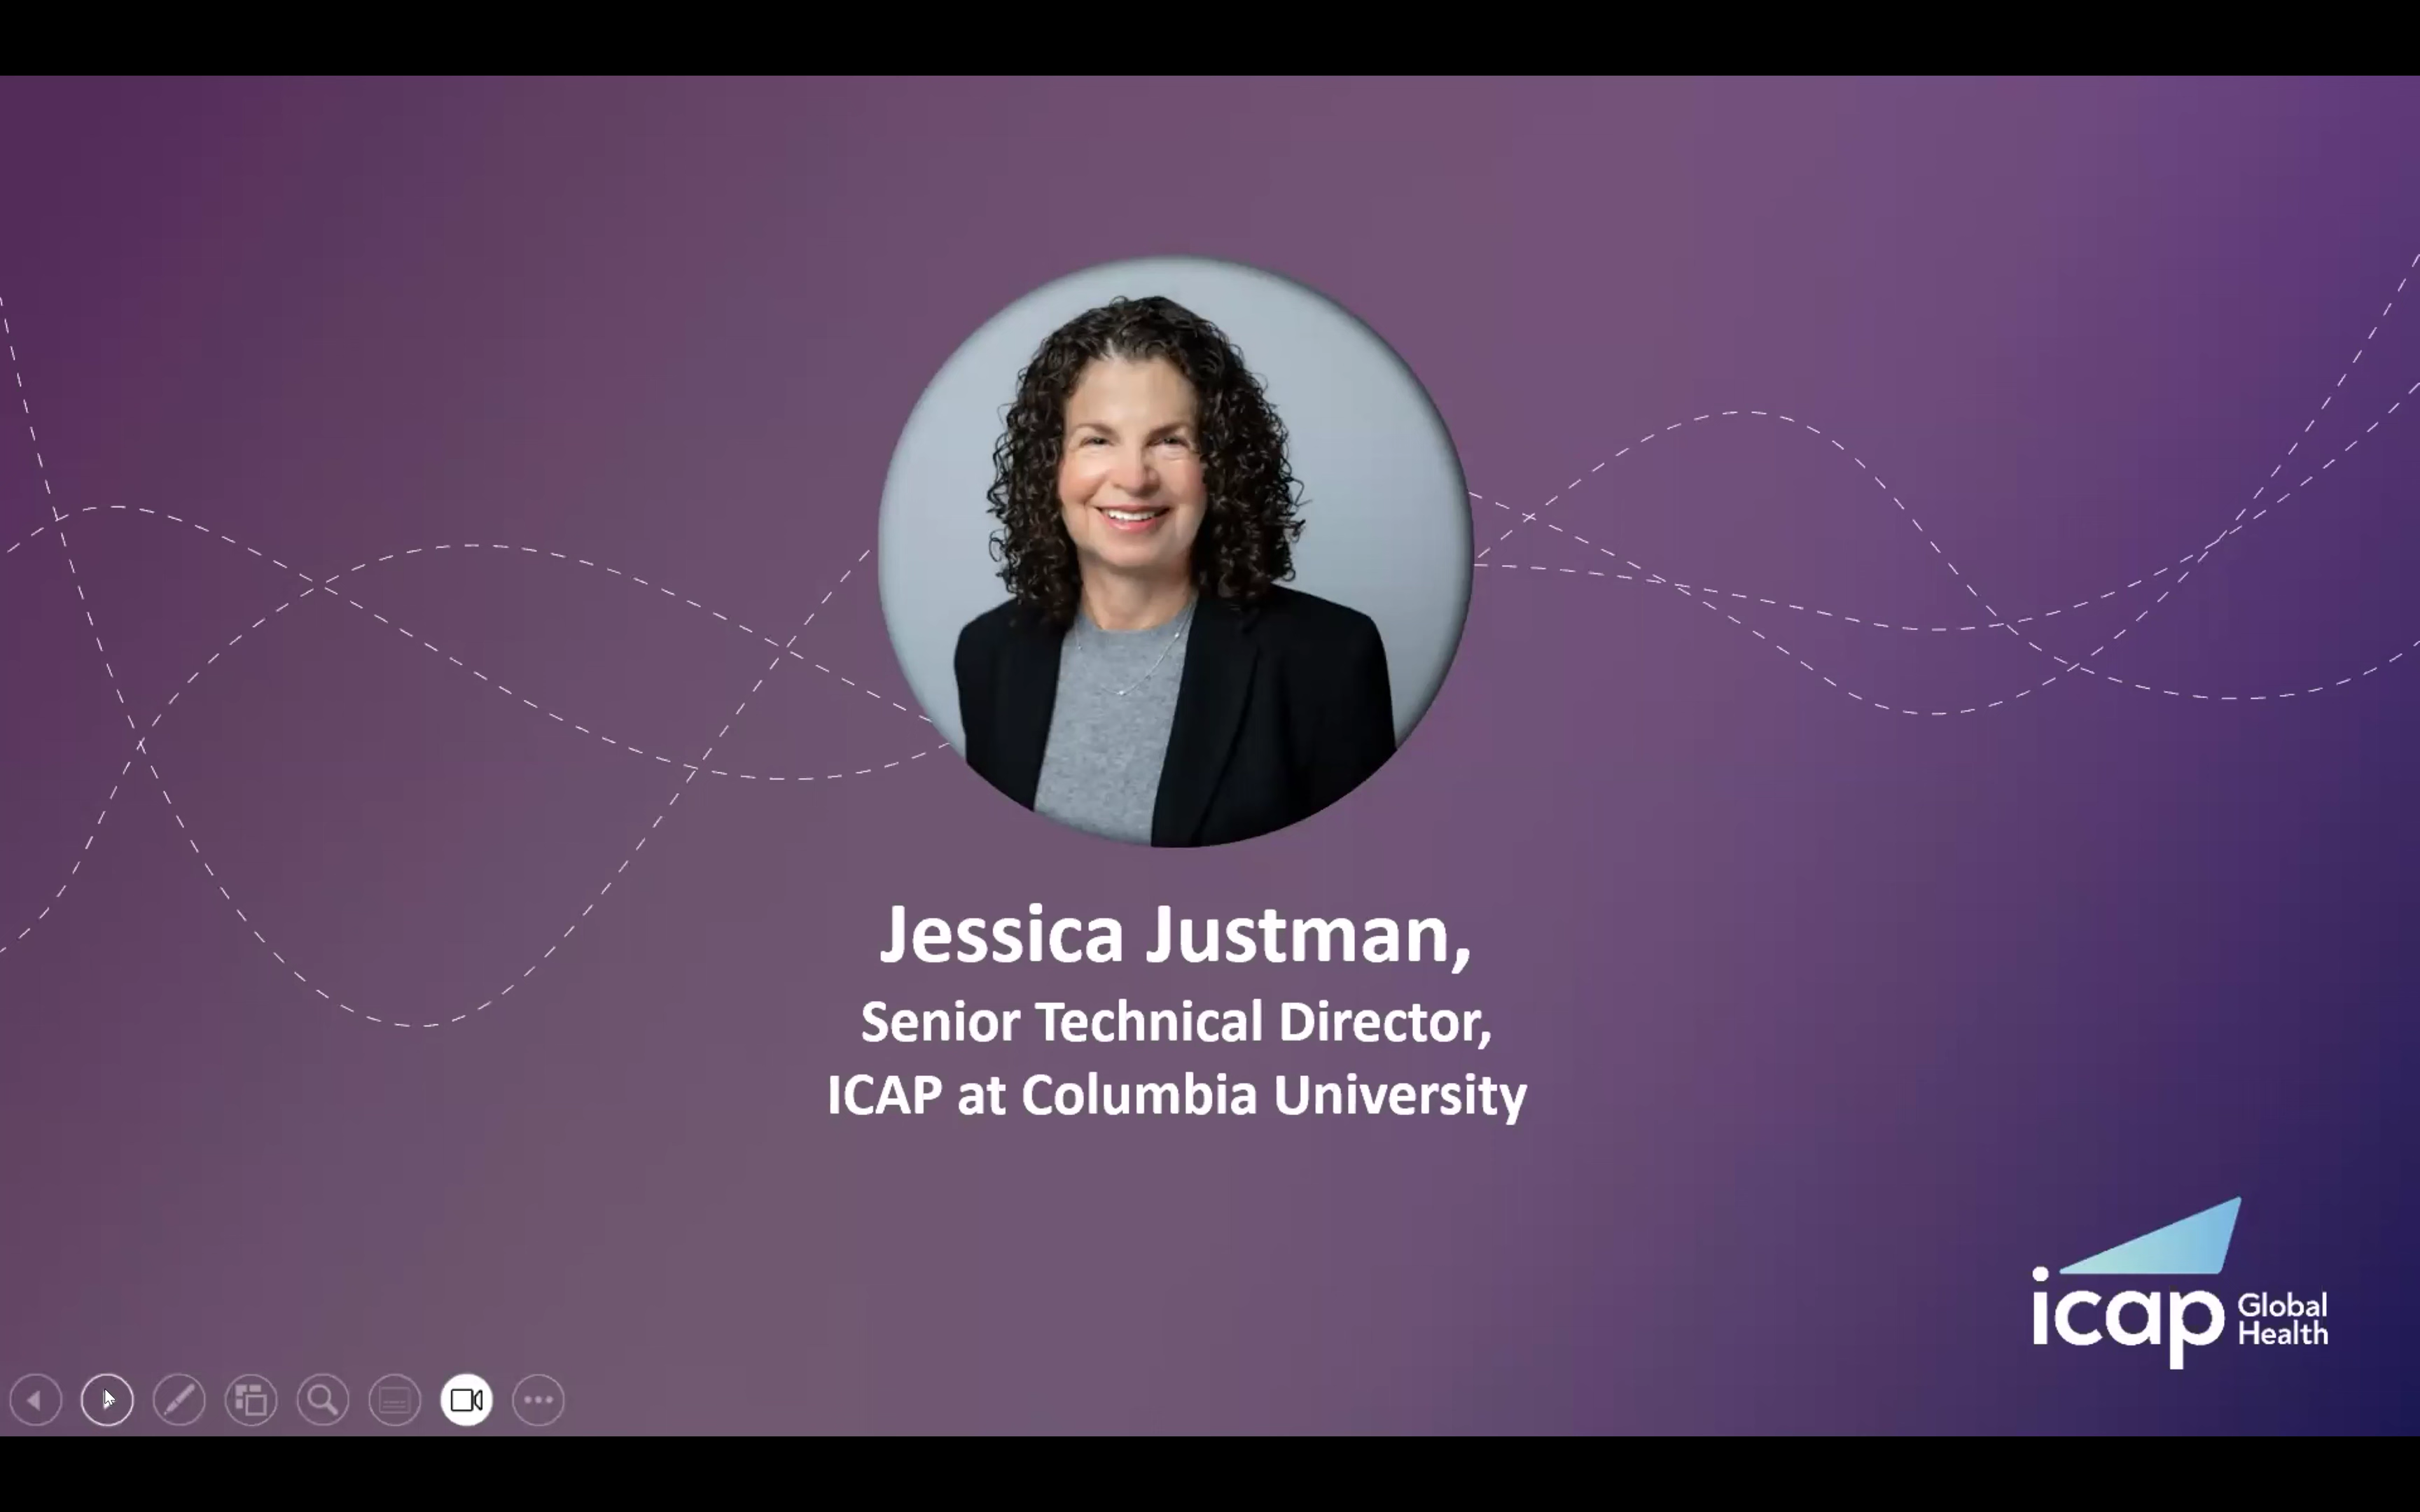 Jessica Justman,
Senior Technical Director,
ICAP at Columbia University
icap Global
Health